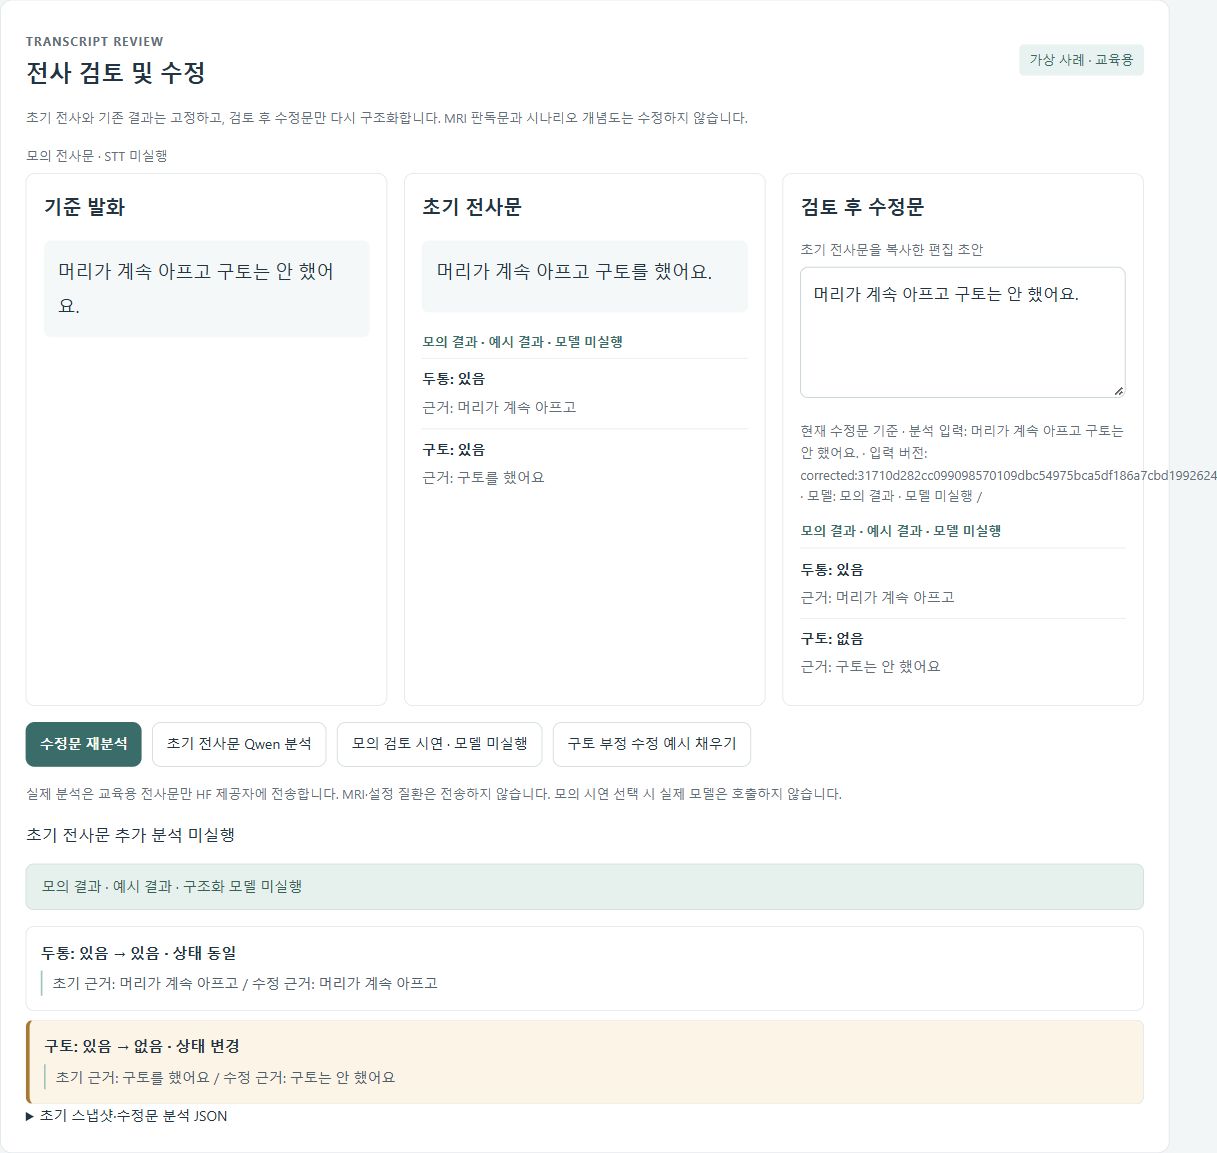 TRANSCRIPT REVIEW
전사 검토 및 수정
가상 사례 · 교육용
초기 전사와 기존 결과는 고정하고, 검토 후 수정문만 다시 구조화합니다. MRI 판독문과 시나리오 개념도는 수정하지 않습니다.
모의 전사문 · STT 미실행
기준 발화
머리가 계속 아프고 구토는 안 했어
요.
초기 전사문
머리가 계속 아프고 구토를 했어요.
모의 결과 · 예시 결과 · 모델 미실행
두통: 있음
근거: 머리가 계속 아프고
구토: 있음
근거: 구토를 했어요
검토 후 수정문
초기 전사문을 복사한 편집 초안
머리가 계속 아프고 구토는 안 했어요.
현재 수정문 기준 · 분석 입력: 머리가 계속 아프고 구토는
안 했어요. · 입력 버전:
corrected:31710d282cc099098570109dbc54975bca5df186a7cbd1992624
· 모델: 모의 결과 · 모델 미실행 /
모의 결과 · 예시 결과 · 모델 미실행
두통: 있음
근거: 머리가 계속 아프고
구토: 없음
근거: 구토는 안 했어요
수정문 재분석
초기 전사문 Qwen 분석
모의 검토 시연 · 모델 미실행
구토 부정 수정 예시 채우기
실제 분석은 교육용 전사문만 HF 제공자에 전송합니다. MRI·설정 질환은 전송하지 않습니다. 모의 시연 선택 시 실제 모델은 호출하지 않습니다.
초기 전사문 추가 분석 미실행
모의 결과 · 예시 결과 · 구조화 모델 미실행
두통: 있음 → 있음 · 상태 동일
초기 근거: 머리가 계속 아프고 / 수정 근거: 머리가 계속 아프고
구토: 있음 → 없음 · 상태 변경
초기 근거: 구토를 했어요 / 수정 근거: 구토는 안 했어요
▶ 초기 스냅샷·수정문 분석 JSON